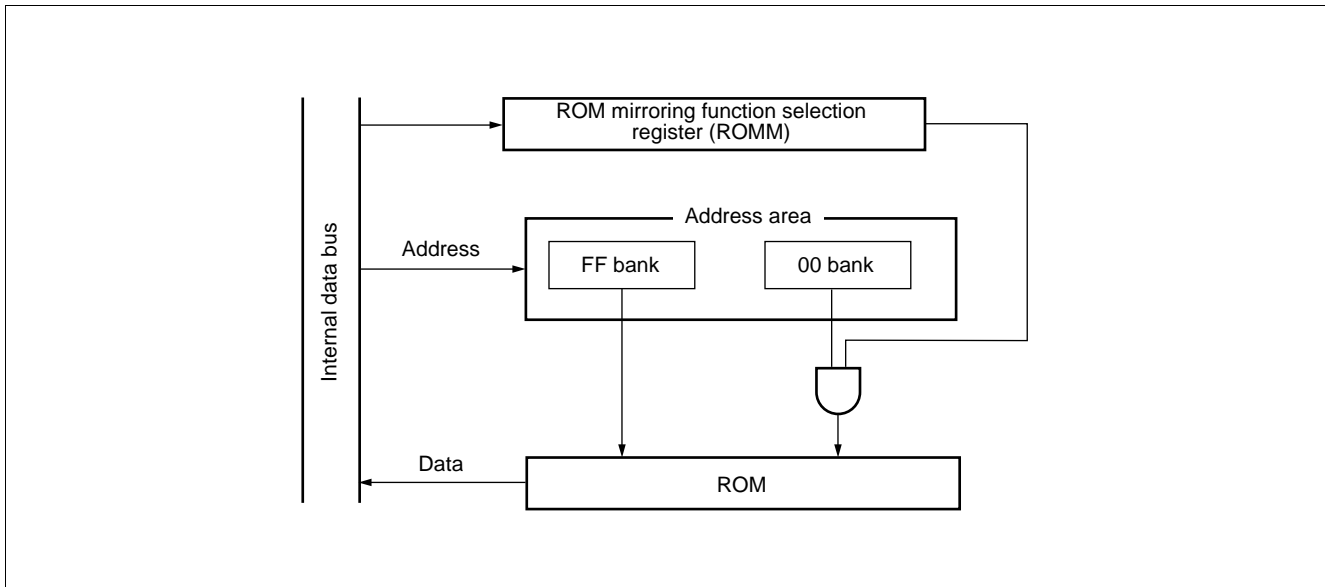 ROM mirroring function selection
register (ROMM)
Address area
Address
FF bank
00 bank
Internal data bus
Data
ROM